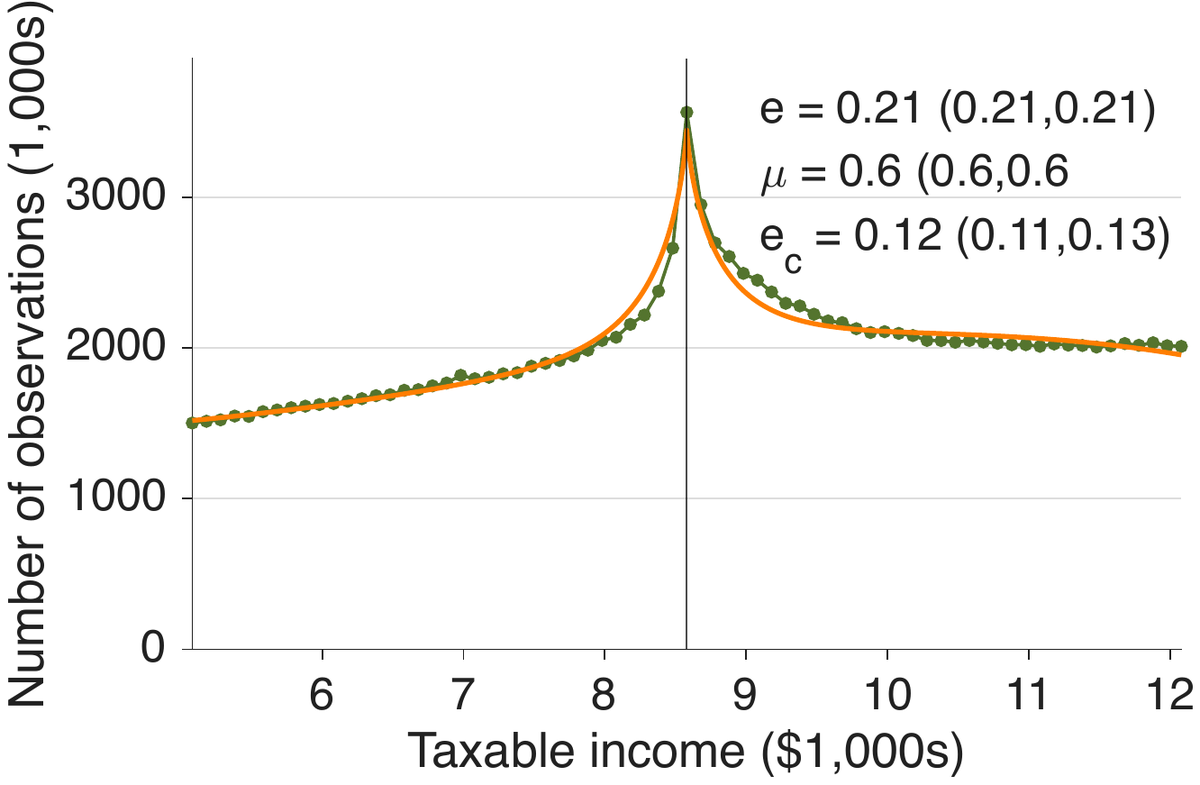 Number of observations (1,000s)
3000
2000
1000
0
e = 0.21 (0.21,0.21)
μ = 0.6 (0.6,0.6
e_c = 0.12 (0.11,0.13)
6 7 8 9 10 11 12
Taxable income ($1,000s)